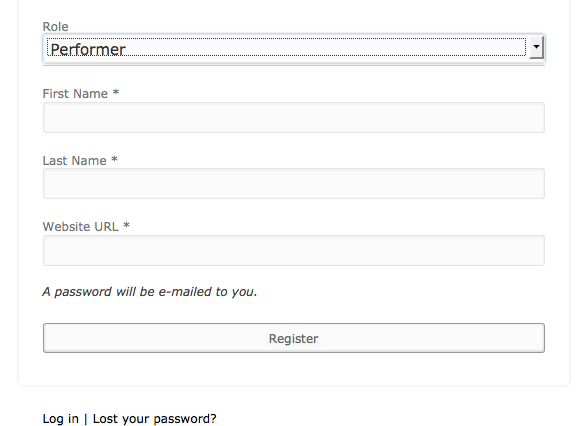 Role
Performer
First Name *
Last Name *
Website URL *
A password will be e-mailed to you.
Register
Log in | Lost your password?